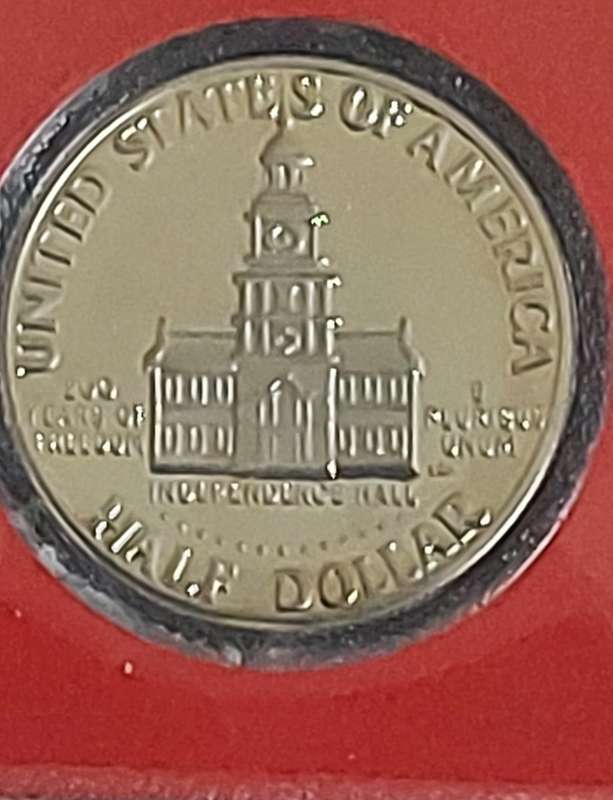 UNITED STATES OF AMERICA
200
YEARS OF
FREEDOM
E
PLURIBUS
UNUM
INDEPENDENCE HALL
HALF DOLLAR